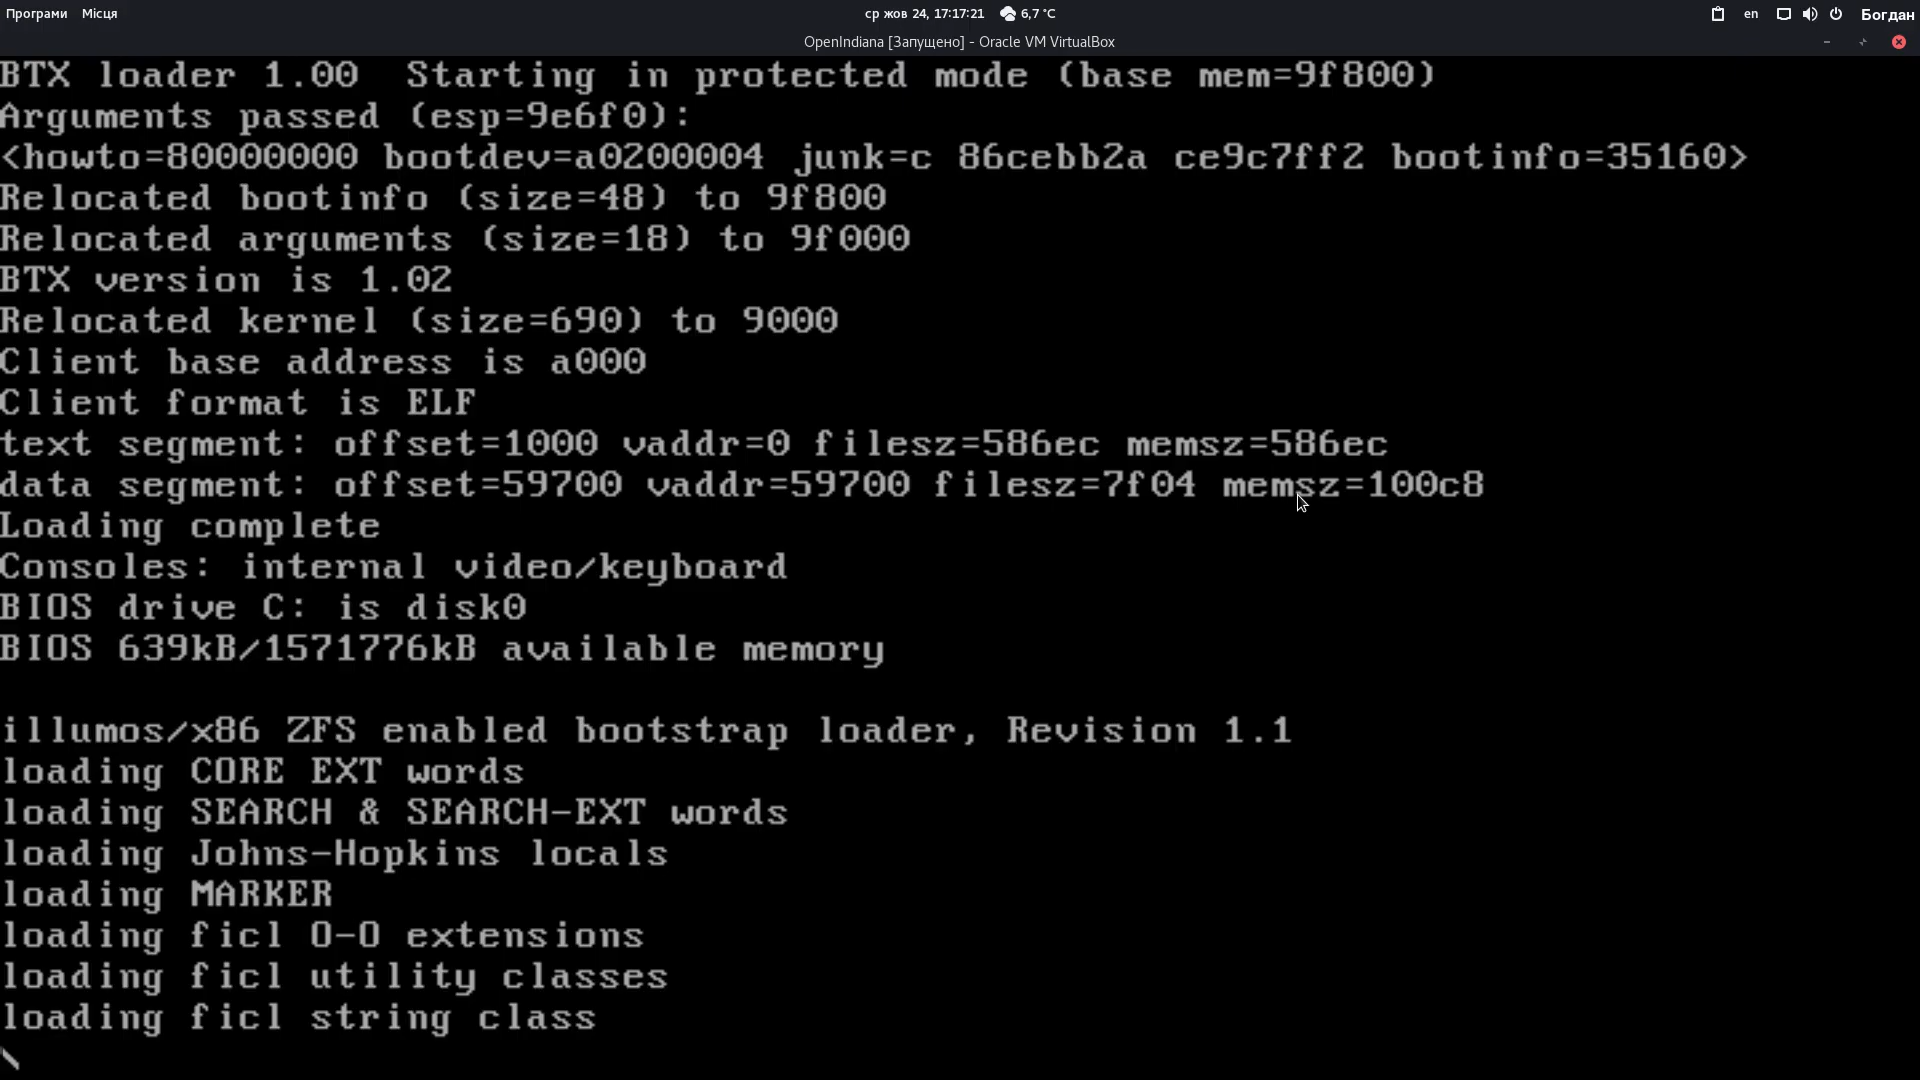 Програми Місця ср жов 24, 17:17:21 6,7 °C en Богдан
OpenIndiana [Запущено] - Oracle VM VirtualBox
BTX loader 1.00 Starting in protected mode (base mem=9f800)
Arguments passed (esp=9e6f0):
<howto=80000000 bootdev=a0200004 junk=c 86cebb2a ce9c7ff2 bootinfo=35160>
Relocated bootinfo (size=48) to 9f800
Relocated arguments (size=18) to 9f000
BTX version is 1.02
Relocated kernel (size=690) to 9000
Client base address is a000
Client format is ELF
text segment: offset=1000 vaddr=0 filesz=586ec memsz=586ec
data segment: offset=59700 vaddr=59700 filesz=7f04 memsz=100c8
Loading complete
Consoles: internal video/keyboard
BIOS drive C: is disk0
BIOS 639kB/1571776kB available memory
illumos/x86 ZFS enabled bootstrap loader, Revision 1.1
loading CORE EXT words
loading SEARCH & SEARCH-EXT words
loading Johns-Hopkins locals
loading MARKER
loading ficl O-O extensions
loading ficl utility classes
loading ficl string class
\